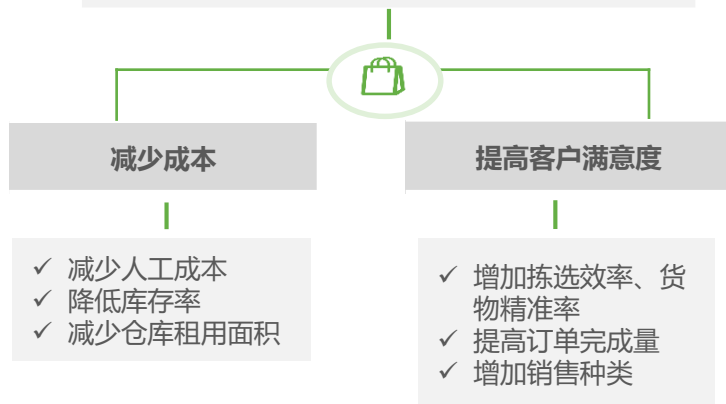 减少成本
提高客户满意度
✓ 减少人工成本
✓ 降低库存率
✓ 减少仓库租用面积
✓ 增加拣选效率、货
物精准率
✓ 提高订单完成量
✓ 增加销售种类